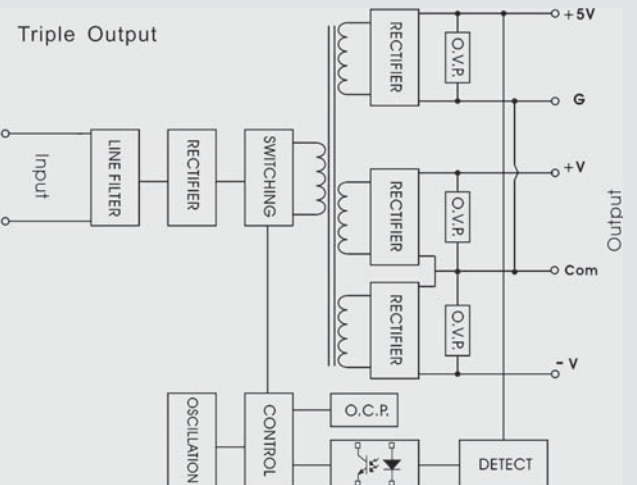 Triple Output
+5V
RECTIFIER
O.V.P.
G
Input
LINE FILTER
RECTIFIER
SWITCHING
RECTIFIER
O.V.P.
+V
Output
Com
RECTIFIER
O.V.P.
- V
OSCILLATION
CONTROL
O.C.P.
DETECT